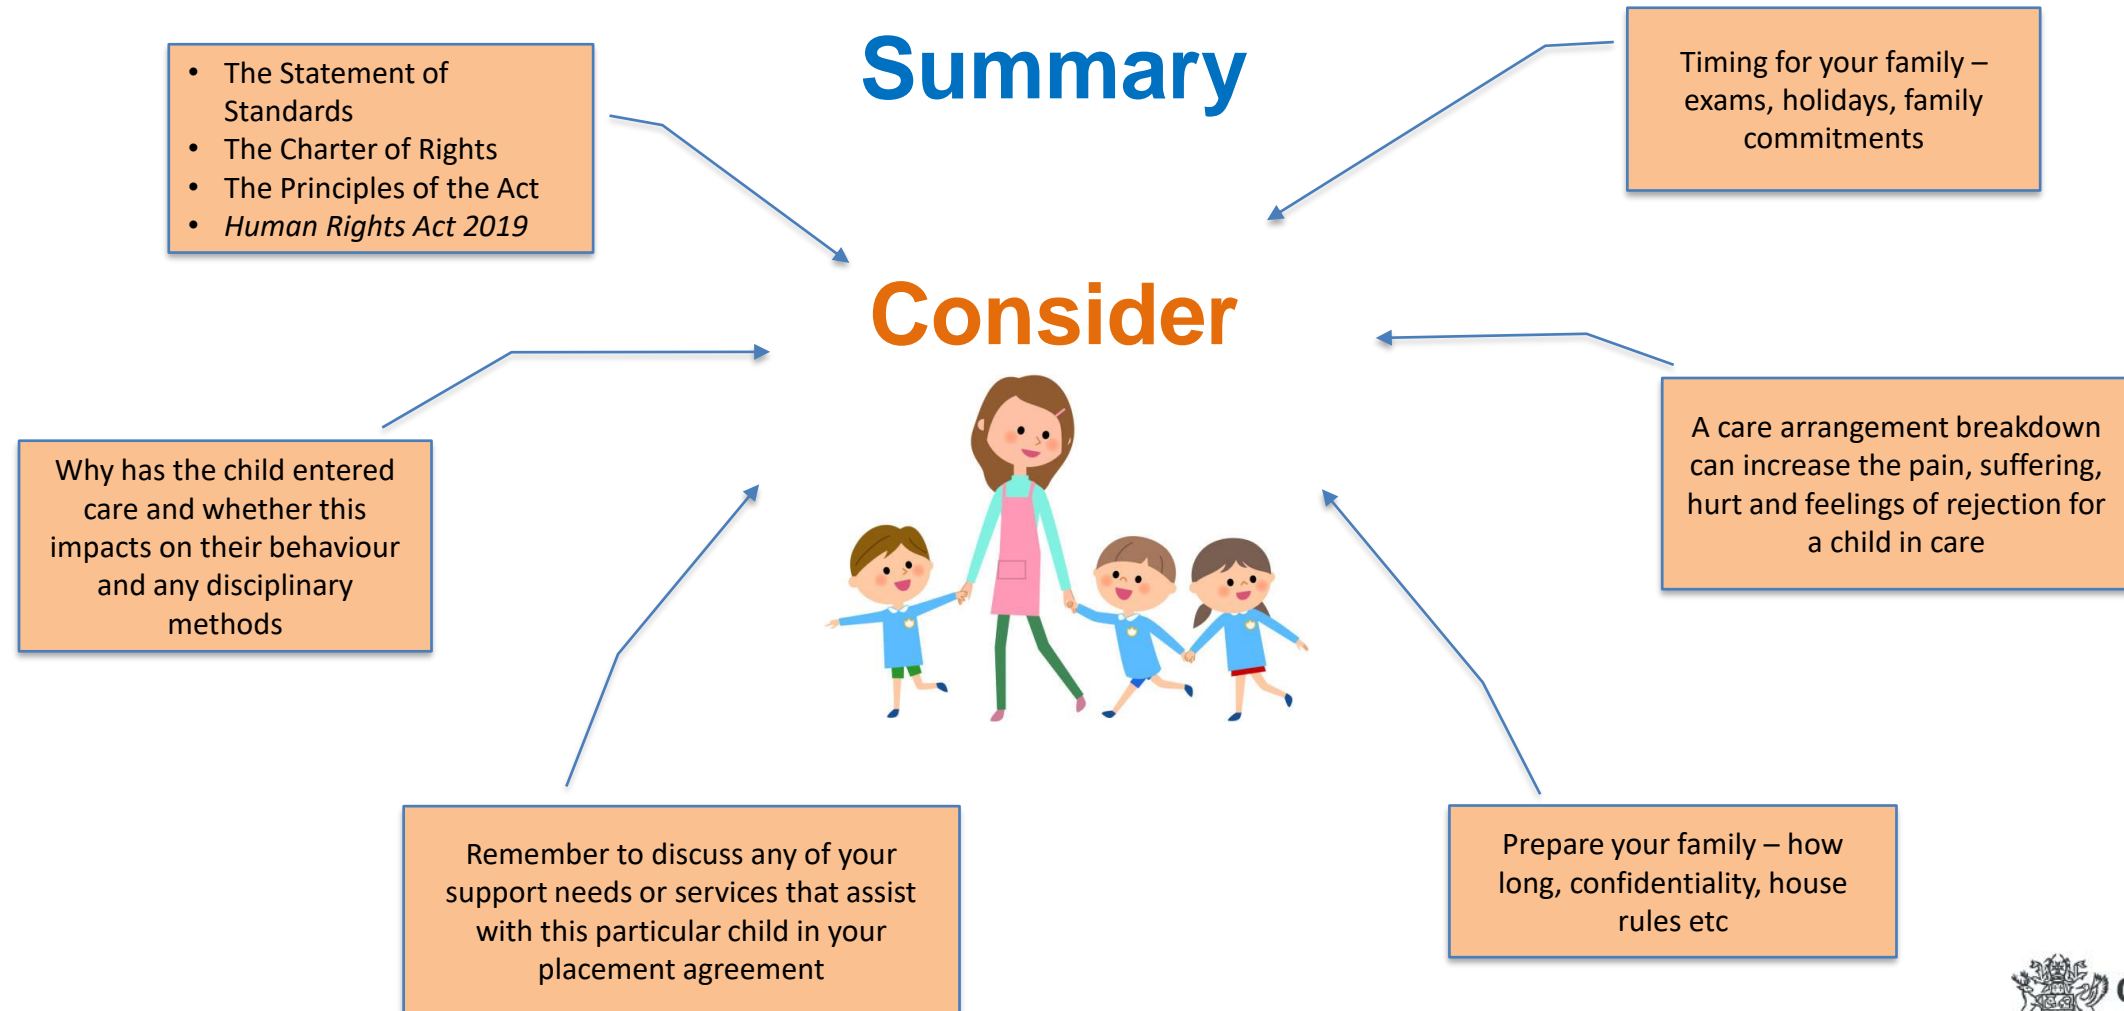 Summary
• The Statement of
Standards
• The Charter of Rights
• The Principles of the Act
• Human Rights Act 2019
Timing for your family –
exams, holidays, family
commitments
Consider
Why has the child entered
care and whether this
impacts on their behaviour
and any disciplinary
methods
A care arrangement breakdown
can increase the pain, suffering,
hurt and feelings of rejection for
a child in care
Remember to discuss any of your
support needs or services that assist
with this particular child in your
placement agreement
Prepare your family – how
long, confidentiality, house
rules etc